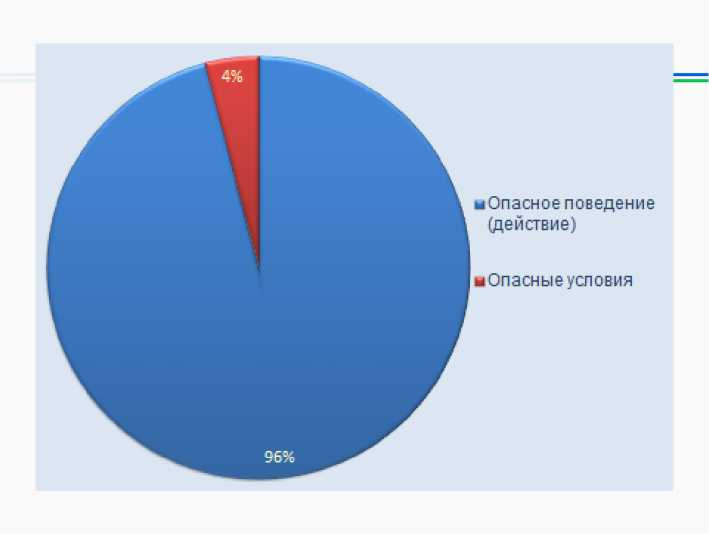 4%
Опасное поведение
(действие)
Опасные условия
96%